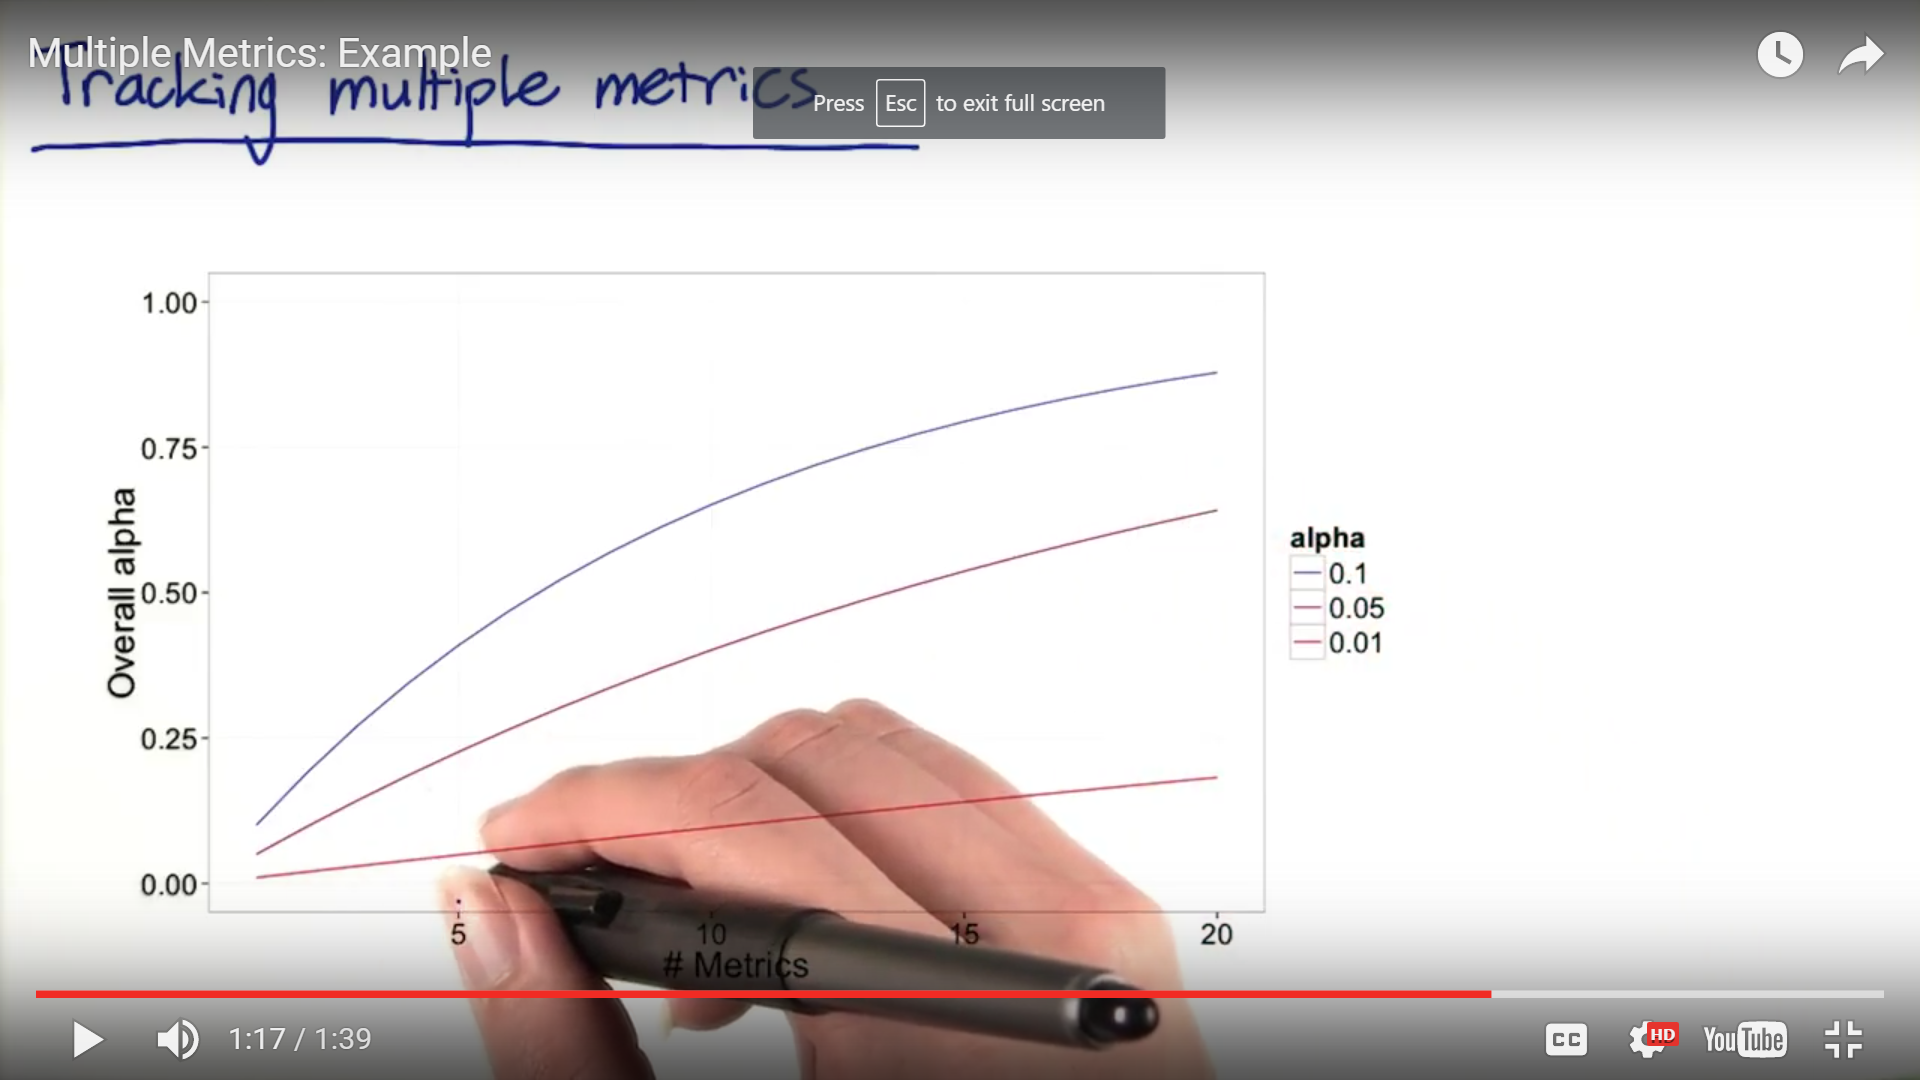 Multiple Metrics: Example
Tracking multiple metrics
Press Esc to exit full screen
1.00
0.75
0.50
0.25
0.00
Overall alpha
5 10 15 20
# Metrics
alpha
0.1
0.05
0.01
1:17 / 1:39
CC
HD
YouTube